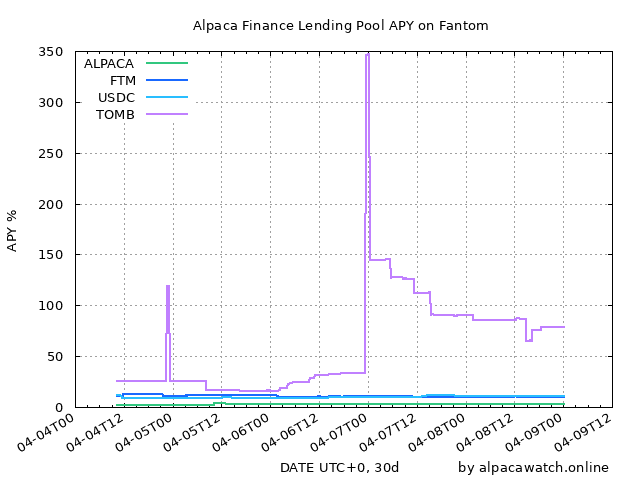 Alpaca Finance Lending Pool APY on Fantom
350
300
250
200
150
100
50
0
APY %
ALPACA
FTM
USDC
TOMB
04-04T00
04-04T12
04-05T00
04-05T12
04-06T00
04-06T12
04-07T00
04-07T12
04-08T00
04-08T12
04-09T00
04-09T12
DATE UTC+0, 30d
by alpacawatch.online